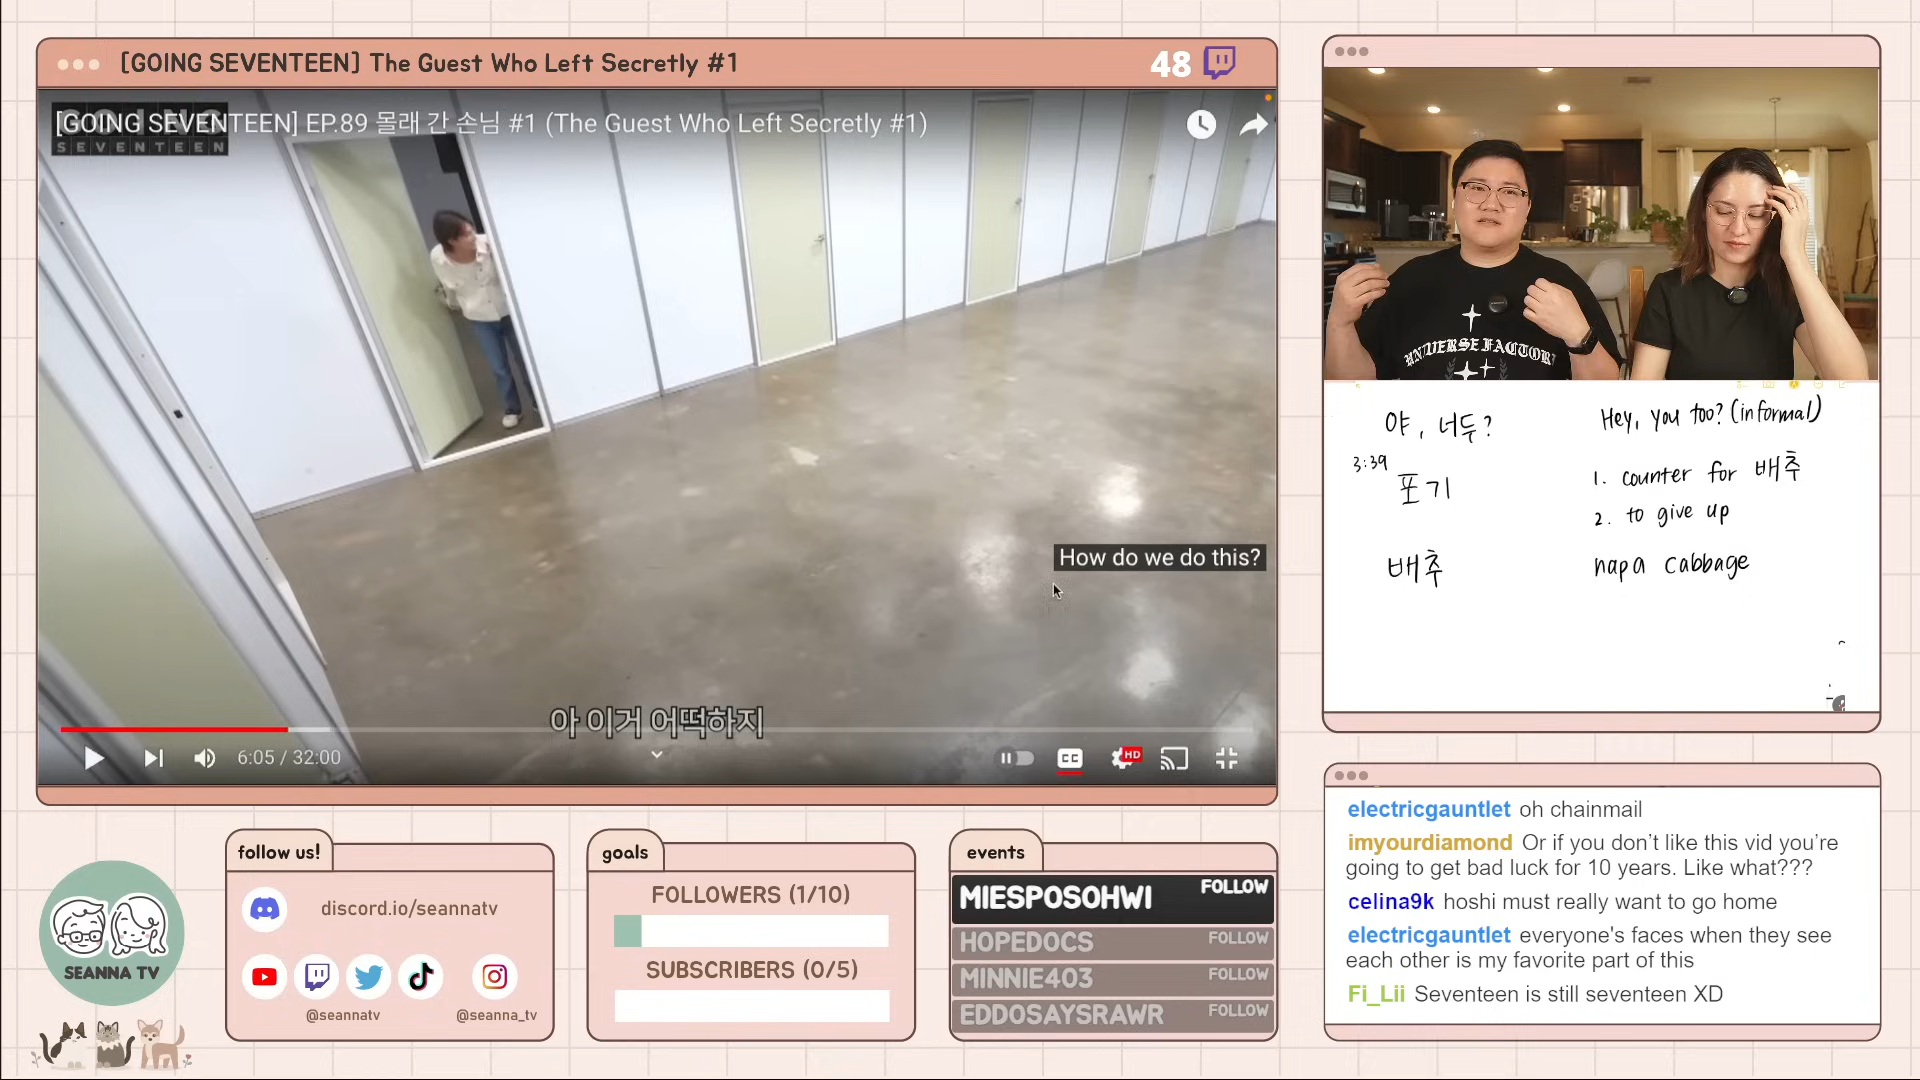 [GOING SEVENTEEN] The Guest Who Left Secretly #1
48
GOING
SEVENTEEN
[GOING SEVENTEEN] EP.89 몰래 간 손님 #1 (The Guest Who Left Secretly #1)
How do we do this?
아 이거 어떡하지
6:05 / 32:00
CC
HD
UNIVERSE FACTORY
야, 너두?
Hey, you too? (informal)
3:39
포기
1. counter for 배추
2. to give up
배추
napa cabbage
SEANNA TV
follow us!
discord.io/seannatv
@seannatv
@seanna_tv
goals
FOLLOWERS (1/10)
SUBSCRIBERS (0/5)
events
MIESPOSOHWI FOLLOW
HOPEDOCS FOLLOW
MINNIE403 FOLLOW
EDDOSAYSRAWR FOLLOW
electricgauntlet oh chainmail
imyourdiamond Or if you don’t like this vid you’re
going to get bad luck for 10 years. Like what???
celina9k hoshi must really want to go home
electricgauntlet everyone's faces when they see
each other is my favorite part of this
Fi_Lii Seventeen is still seventeen XD